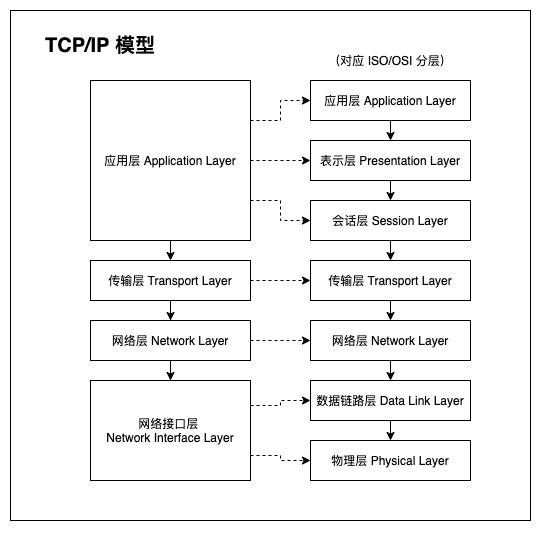 TCP/IP 模型
(对应 ISO/OSI 分层)
应用层 Application Layer
应用层 Application Layer
表示层 Presentation Layer
会话层 Session Layer
传输层 Transport Layer
传输层 Transport Layer
网络层 Network Layer
网络层 Network Layer
网络接口层
Network Interface Layer
数据链路层 Data Link Layer
物理层 Physical Layer